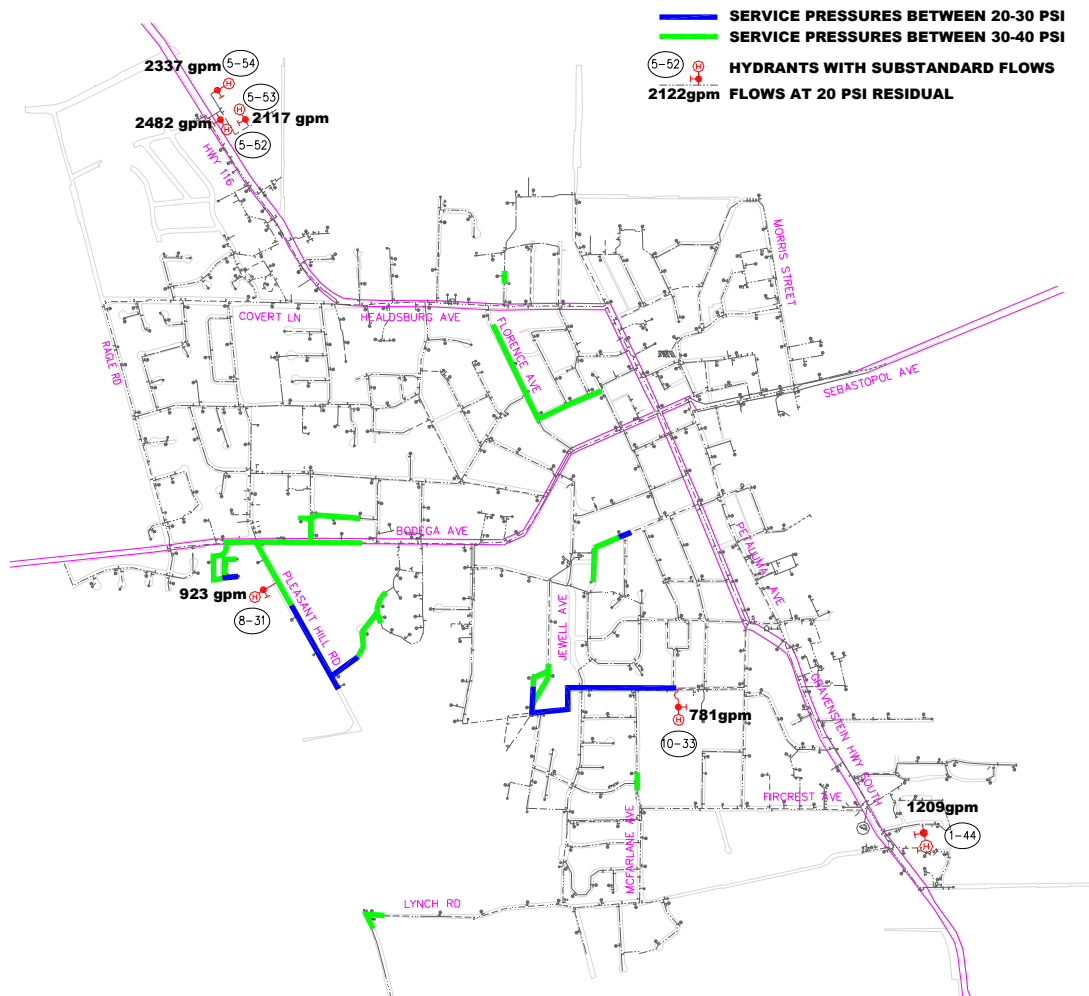 SERVICE PRESSURES BETWEEN 20-30 PSI
SERVICE PRESSURES BETWEEN 30-40 PSI
5-52 H HYDRANTS WITH SUBSTANDARD FLOWS
2122gpm FLOWS AT 20 PSI RESIDUAL
2337 gpm 5-54
H
5-53
H
2482 gpm 2117 gpm
H
5-52
HWY 116
MORRIS STREET
COVERT LN
HEALDSBURG AVE
FLORENCE AVE
RAGLE RD
SEBASTOPOL AVE
BODEGA AVE
PETALUMA AVE
923 gpm H
8-31
PLEASANT HILL RD
JEWELL AVE
GRAVENSTEIN HWY SOUTH
781gpm
H
10-33
FIRCREST AVE
1209gpm
1-44
H
MCFARLANE AVE
LYNCH RD